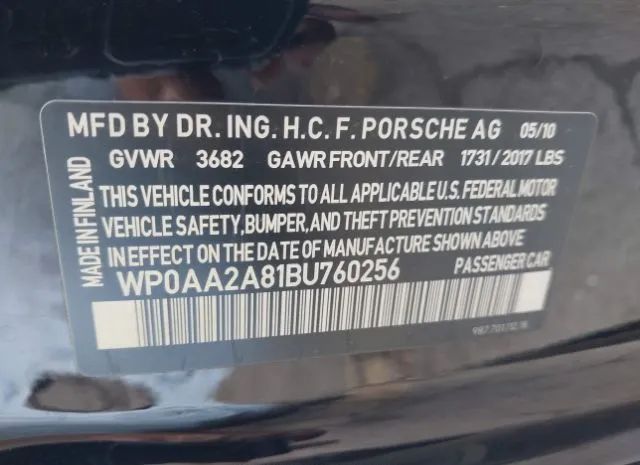 MFD BY DR. ING. H.C. F. PORSCHE AG 05/10
GVWR 3682 GAWR FRONT/REAR 1731/2017 LBS
THIS VEHICLE CONFORMS TO ALL APPLICABLE U.S. FEDERAL MOTOR
VEHICLE SAFETY, BUMPER, AND THEFT PREVENTION STANDARDS
IN EFFECT ON THE DATE OF MANUFACTURE SHOWN ABOVE
WP0AA2A81BU760256 PASSENGER CAR
MADE IN FINLAND